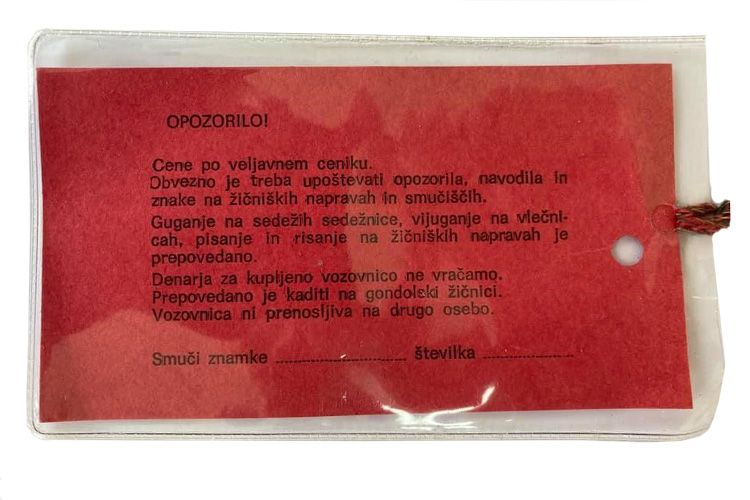 OPOZORILO!
Cene po veljavnem ceniku.
Obvezno je treba upoštevati opozorila, navodila in
znake na žičniških napravah in smučiščih.
Guganje na sedežih sedežnice, vijuganje na vlečni-
cah, pisanje in risanje na žičniških napravah je
prepovedano.
Denarja za kupljeno vozovnico ne vračamo.
Prepovedano je kaditi na gondolski žičnici.
Vozovnica ni prenosljiva na drugo osebo.
Smuči znamke ........................... številka ...................